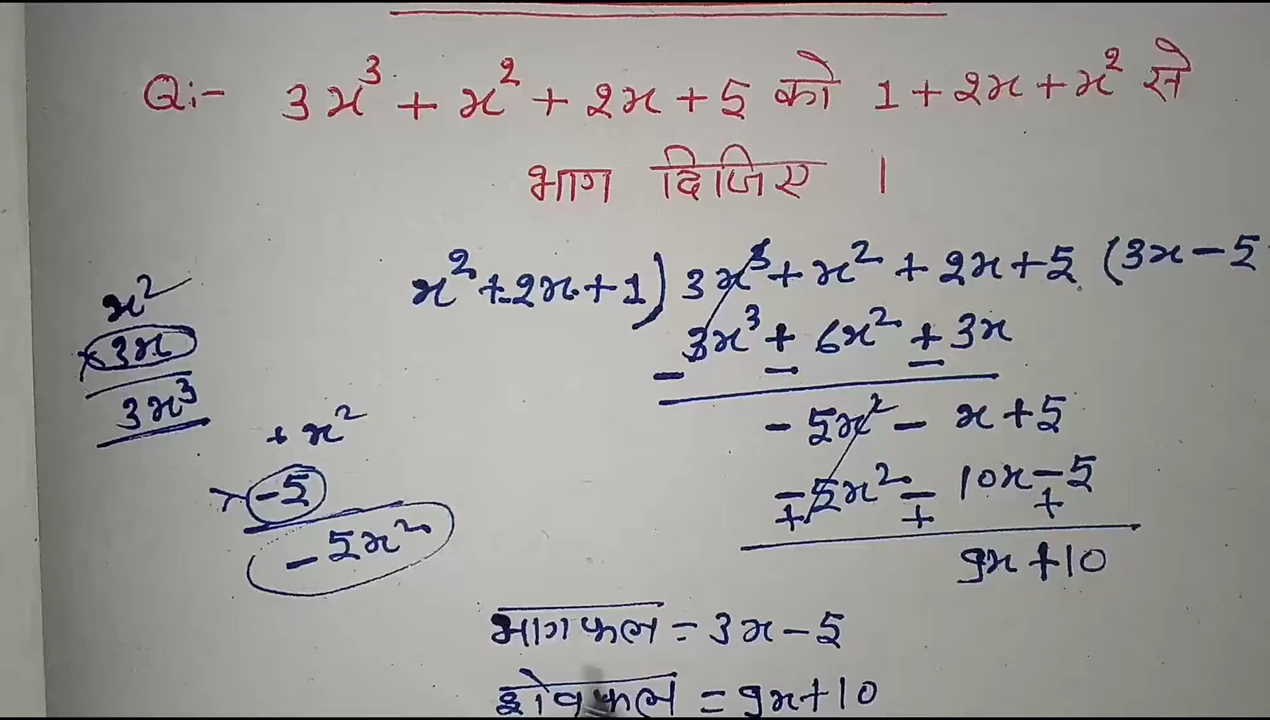 Q:- 3x³ + x² + 2x + 5 को 1 + 2x + x² से
भाग दिजिए ।
x² + 2x + 1 ) 3x³ + x² + 2x + 5 ( 3x - 5
3x³ + 6x² + 3x
- - -
- 5x² - x + 5
- 5x² - 10x - 5
+ + +
9x + 10
x²
× 3x
3x³
+ x²
× -5
- 5x²
भागफल = 3x - 5
शेषफल = 9x + 10